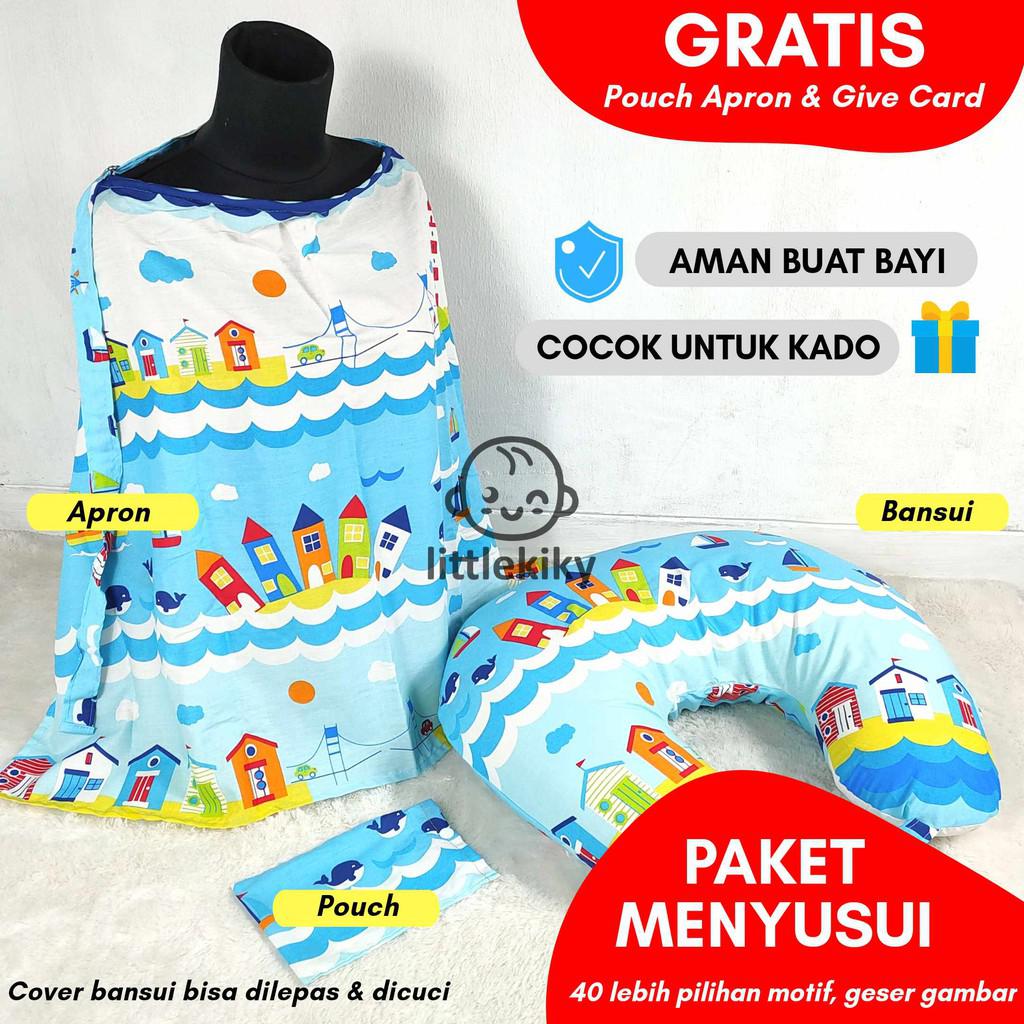 GRATIS
Pouch Apron & Give Card
AMAN BUAT BAYI
COCOK UNTUK KADO
Apron
Bansui
littlekiky
Pouch
PAKET
MENYUSUI
Cover bansui bisa dilepas & dicuci
40 lebih pilihan motif, geser gambar